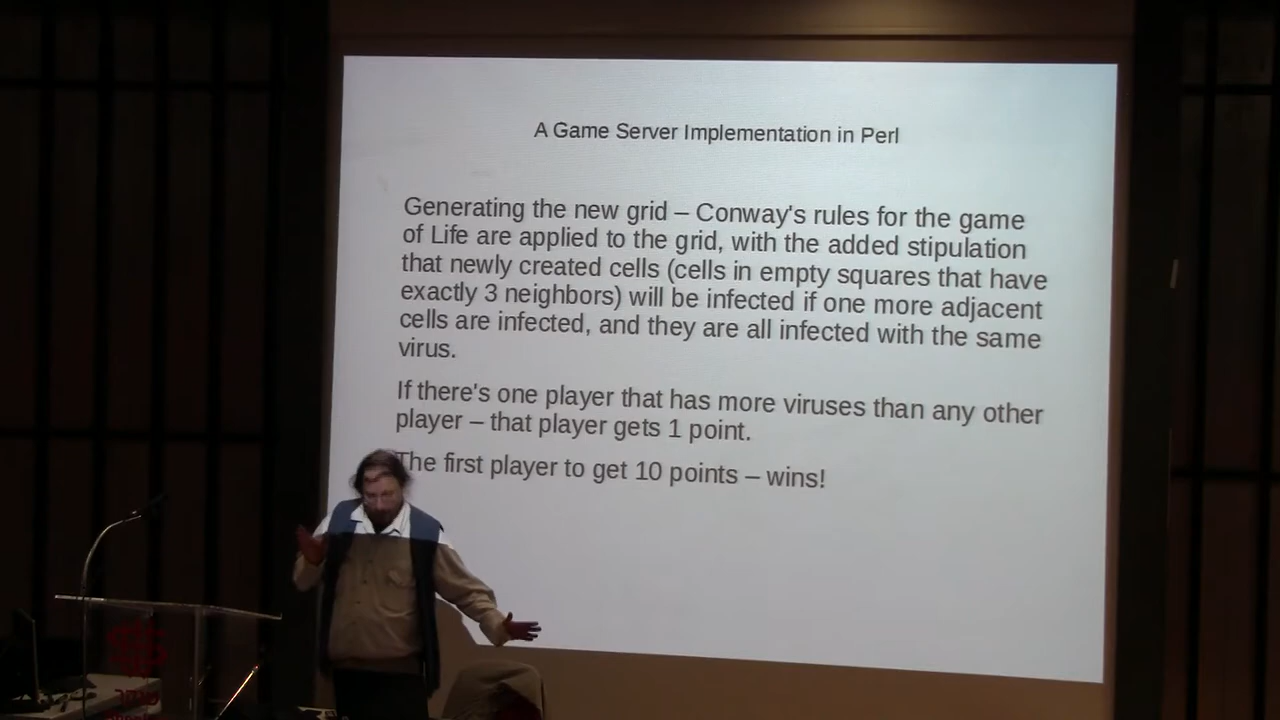 A Game Server Implementation in Perl
Generating the new grid – Conway's rules for the game
of Life are applied to the grid, with the added stipulation
that newly created cells (cells in empty squares that have
exactly 3 neighbors) will be infected if one more adjacent
cells are infected, and they are all infected with the same
virus.
If there's one player that has more viruses than any other
player – that player gets 1 point.
The first player to get 10 points – wins!
שנקר